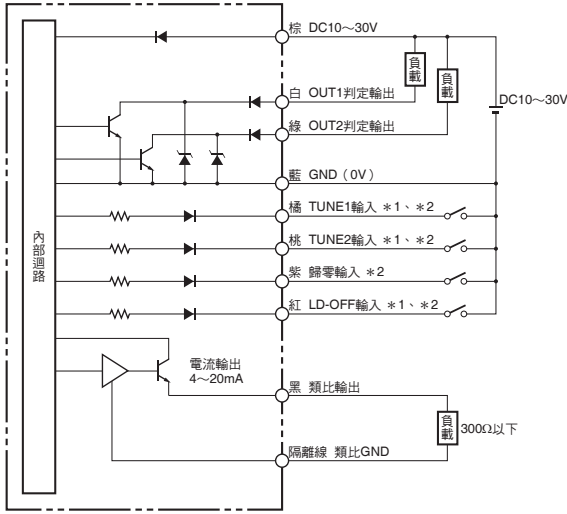 棕 DC10～30V
負載
負載
DC10～30V
白 OUT1判定輸出
綠 OUT2判定輸出
藍 GND（0V）
橘 TUNE1輸入 ＊1、＊2
桃 TUNE2輸入 ＊1、＊2
紫 歸零輸入 ＊2
紅 LD-OFF輸入 ＊1、＊2
內部迴路
電流輸出
4～20mA
黑 類比輸出
負載
300Ω以下
隔離線 類比GND